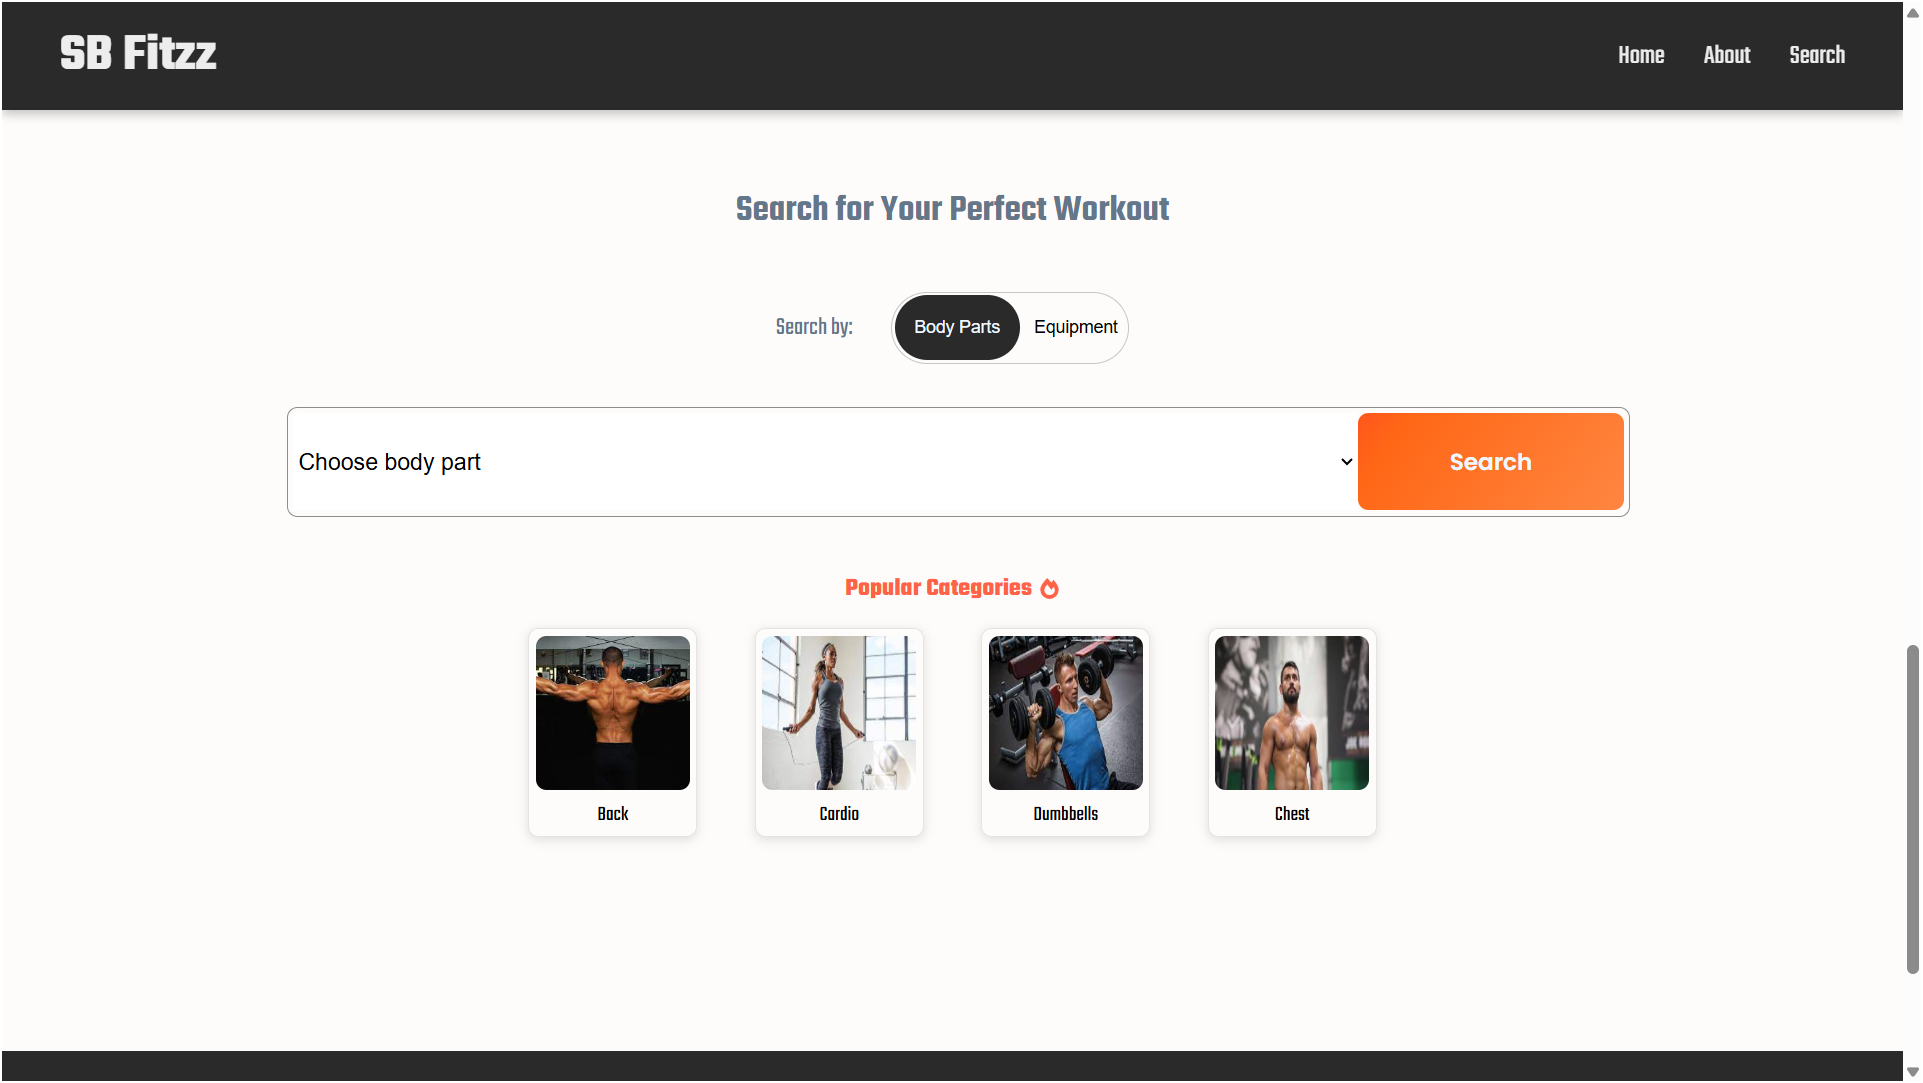 SB Fitzz
Home About Search
Search for Your Perfect Workout
Search by: Body Parts Equipment
Choose body part Search
Popular Categories
Back Cardio Dumbbells Chest